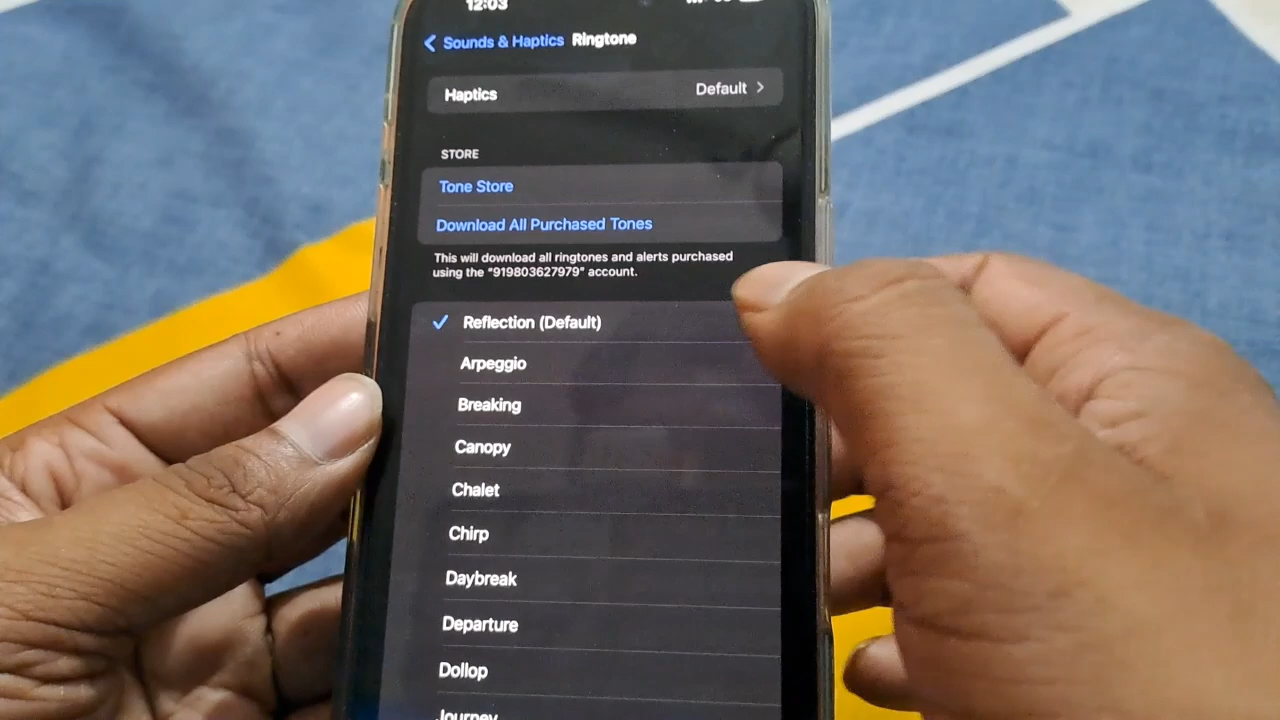 12:03
Sounds & Haptics Ringtone
Haptics Default
STORE
Tone Store
Download All Purchased Tones
This will download all ringtones and alerts purchased
using the "919803627979" account.
Reflection (Default)
Arpeggio
Breaking
Canopy
Chalet
Chirp
Daybreak
Departure
Dollop
Journey